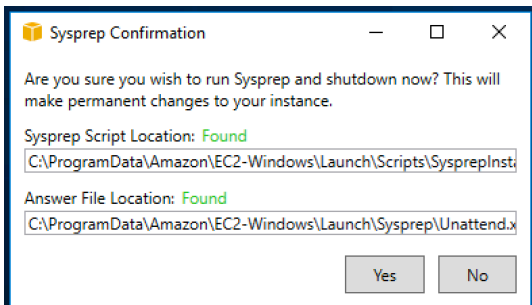 Sysprep Confirmation
Are you sure you wish to run Sysprep and shutdown now? This will
make permanent changes to your instance.
Sysprep Script Location: Found
C:\ProgramData\Amazon\EC2-Windows\Launch\Scripts\SysprepInsta
Answer File Location: Found
C:\ProgramData\Amazon\EC2-Windows\Launch\Sysprep\Unattend.x
Yes No